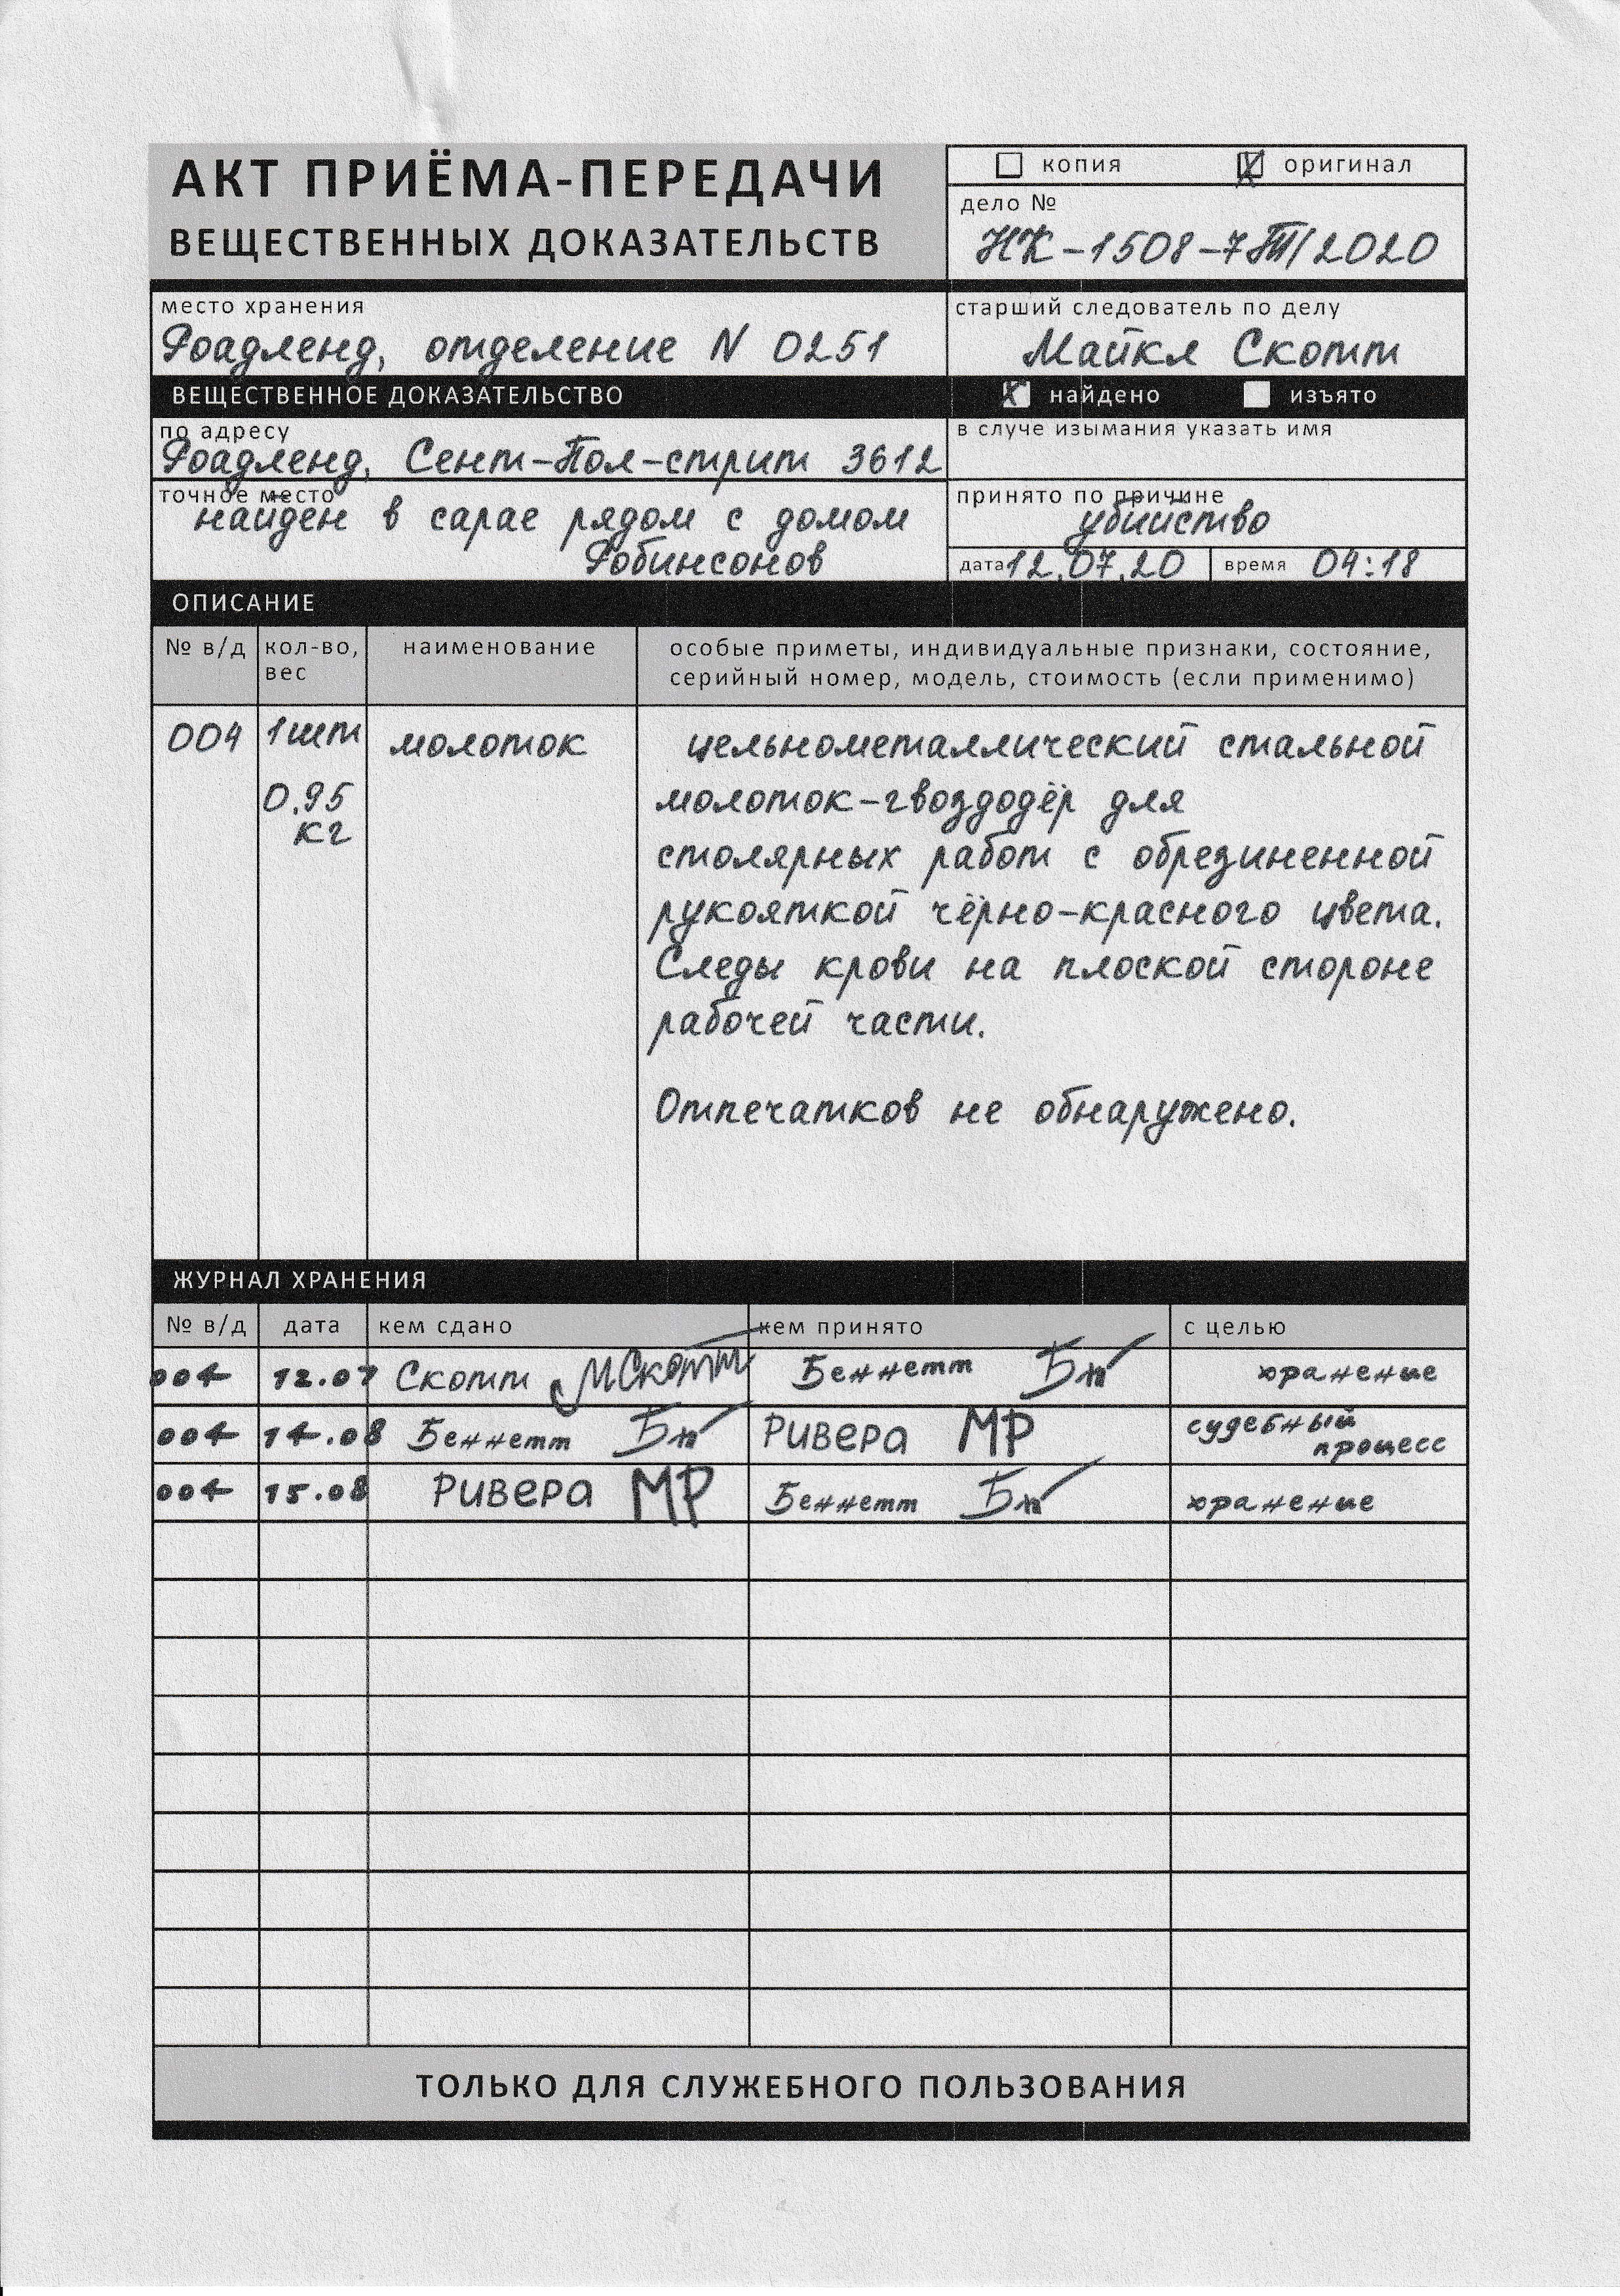 АКТ ПРИЁМА-ПЕРЕДАЧИ
ВЕЩЕСТВЕННЫХ ДОКАЗАТЕЛЬСТВ
копия оригинал
дело №
НК-1508-7ТТ/2020
место хранения
Роадленд, отделение N 0251
старший следователь по делу
Майкл Скотт
ВЕЩЕСТВЕННОЕ ДОКАЗАТЕЛЬСТВО
найдено изъято
по адресу
Роадленд, Сент-Пол-стрит 3612
в случе изымания указать имя
точное место
найден в сарае рядом с домом
Робинсонов
принято по причине
убийство
дата 12.07.20 время 04:18
ОПИСАНИЕ
№ в/д кол-во, наименование особые приметы, индивидуальные признаки, состояние,
вес серийный номер, модель, стоимость (если применимо)
004 1шт молоток цельнометаллический стальной
0.95 молоток-гвоздодёр для
кг
столярных работ с обрезиненной
рукояткой чёрно-красного цвета.
Следы крови на плоской стороне
рабочей части.
Отпечатков не обнаружено.
ЖУРНАЛ ХРАНЕНИЯ
№ в/д дата кем сдано кем принято с целью
004 12.07 Скотт МСкотт Беннетт Бт хранение
004 14.08 Беннетт Бт Ривера МР судебный
процесс
004 15.08 Ривера МР Беннетт Бт хранение
ТОЛЬКО ДЛЯ СЛУЖЕБНОГО ПОЛЬЗОВАНИЯ